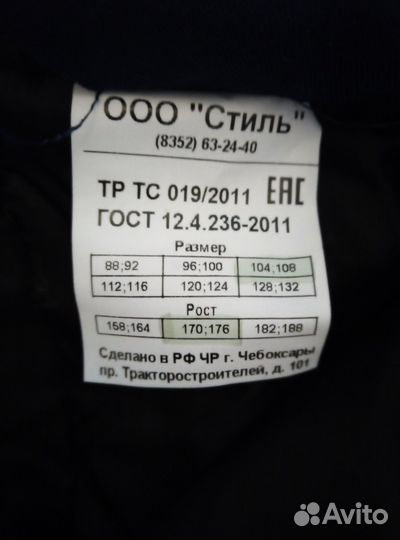 ООО "Стиль"
(8352) 63-24-40
ТР ТС 019/2011 ЕАС
ГОСТ 12.4.236-2011
Размер
88;92 96;100 104;108
112;116 120;124 128;132
Рост
158;164 170;176 182;188
Сделано в РФ ЧР г. Чебоксары
пр. Тракторостроителей, д. 101
Avito